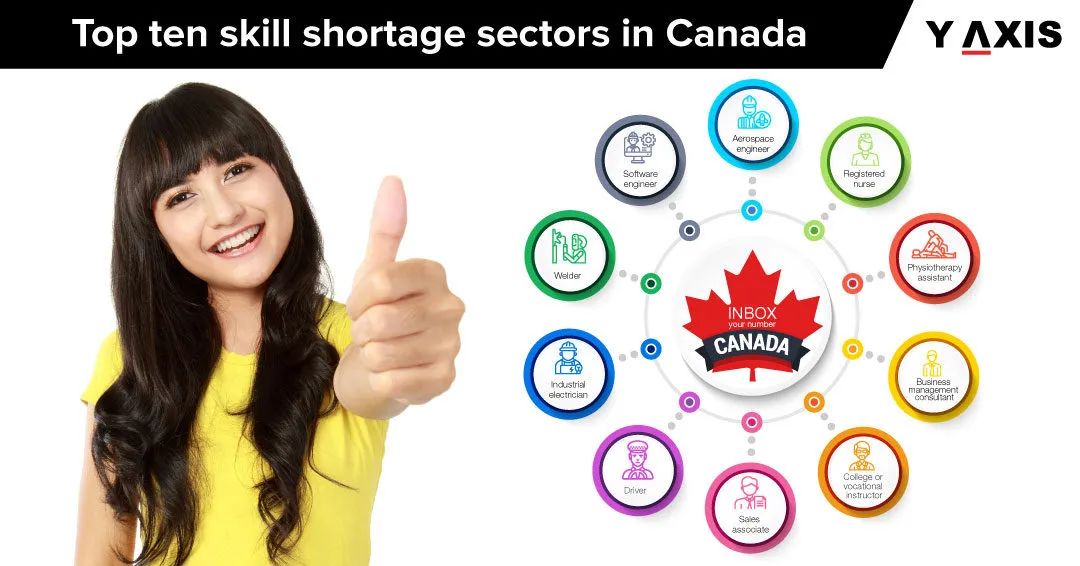 Top ten skill shortage sectors in Canada
Y AXIS
Aerospace
engineer
Registered
nurse
Physiotherapy
assistant
Business
management
consultant
College or
vocational
instructor
Sales
associate
Driver
Industrial
electrician
Welder
Software
engineer
INBOX
your number
CANADA